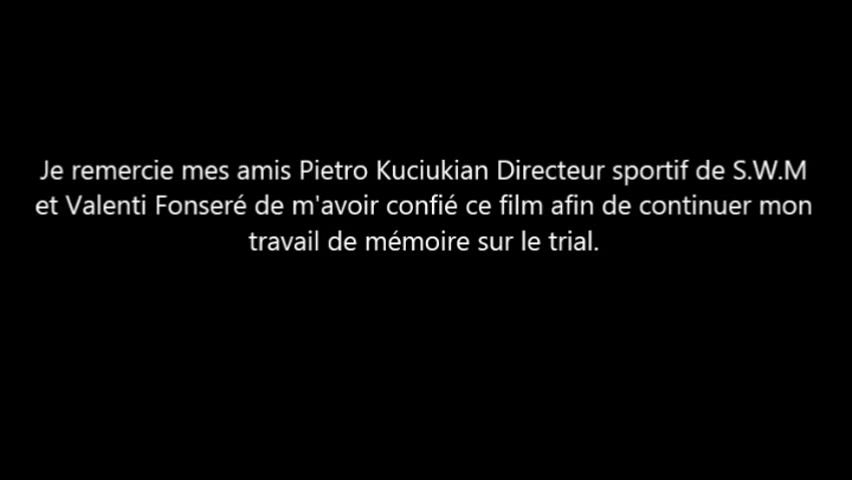 Je remercie mes amis Pietro Kuciukian Directeur sportif de S.W.M
et Valenti Fonseré de m'avoir confié ce film afin de continuer mon
travail de mémoire sur le trial.